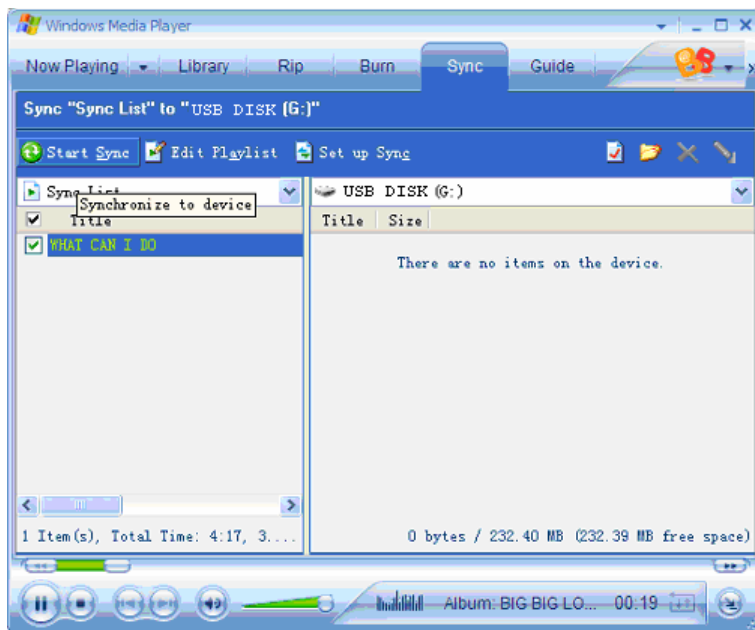 Windows Media Player
Now Playing Library Rip Burn Sync Guide
Sync "Sync List" to "USB DISK (G:)"
Start Sync Edit Playlist Set up Sync
Sync List USB DISK (G:)
Synchronize to device
Title Title Size
WHAT CAN I DO
There are no items on the device.
1 Item(s), Total Time: 4:17, 3.... 0 bytes / 232.40 MB (232.39 MB free space)
Album: BIG BIG LO... 00:19